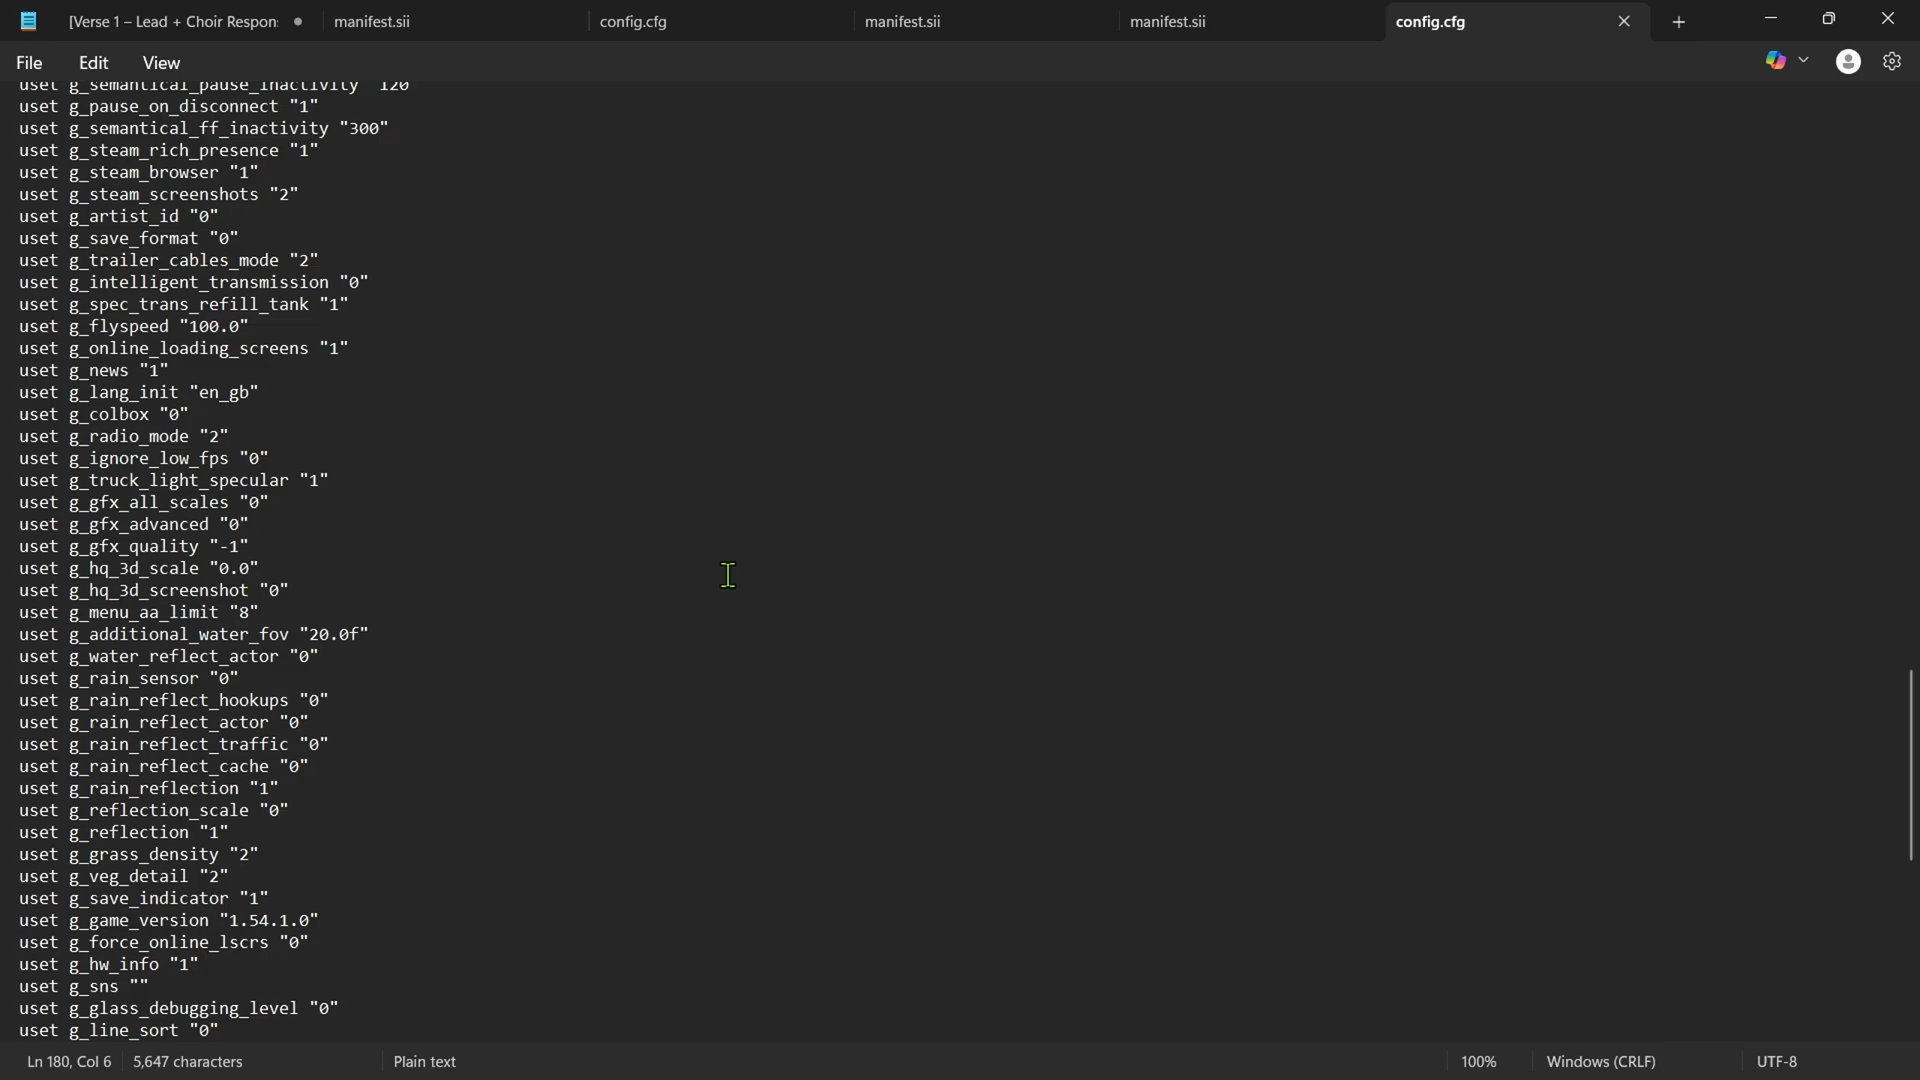 [Verse 1 – Lead + Choir Respon:
manifest.sii
config.cfg
manifest.sii
manifest.sii
config.cfg
File
Edit
View
uset g_semantical_pause_inactivity "120"
uset g_pause_on_disconnect "1"
uset g_semantical_ff_inactivity "300"
uset g_steam_rich_presence "1"
uset g_steam_browser "1"
uset g_steam_screenshots "2"
uset g_artist_id "0"
uset g_save_format "0"
uset g_trailer_cables_mode "2"
uset g_intelligent_transmission "0"
uset g_spec_trans_refill_tank "1"
uset g_flyspeed "100.0"
uset g_online_loading_screens "1"
uset g_news "1"
uset g_lang_init "en_gb"
uset g_colbox "0"
uset g_radio_mode "2"
uset g_ignore_low_fps "0"
uset g_truck_light_specular "1"
uset g_gfx_all_scales "0"
uset g_gfx_advanced "0"
uset g_gfx_quality "-1"
uset g_hq_3d_scale "0.0"
uset g_hq_3d_screenshot "0"
uset g_menu_aa_limit "8"
uset g_additional_water_fov "20.0f"
uset g_water_reflect_actor "0"
uset g_rain_sensor "0"
uset g_rain_reflect_hookups "0"
uset g_rain_reflect_actor "0"
uset g_rain_reflect_traffic "0"
uset g_rain_reflect_cache "0"
uset g_rain_reflection "1"
uset g_reflection_scale "0"
uset g_reflection "1"
uset g_grass_density "2"
uset g_veg_detail "2"
uset g_save_indicator "1"
uset g_game_version "1.54.1.0"
uset g_force_online_lscrs "0"
uset g_hw_info "1"
uset g_sns ""
uset g_glass_debugging_level "0"
uset g_line_sort "0"
Ln 180, Col 6
5,647 characters
Plain text
100%
Windows (CRLF)
UTF-8